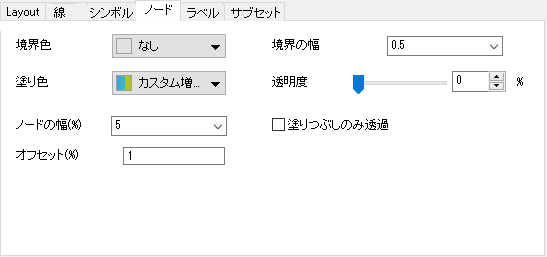 Layout 線 シンボル ノード ラベル サブセット
境界色 なし 境界の幅 0.5
塗り色 カスタム増... 透明度 0 %
ノードの幅(%) 5 塗りつぶしのみ透過
オフセット(%) 1